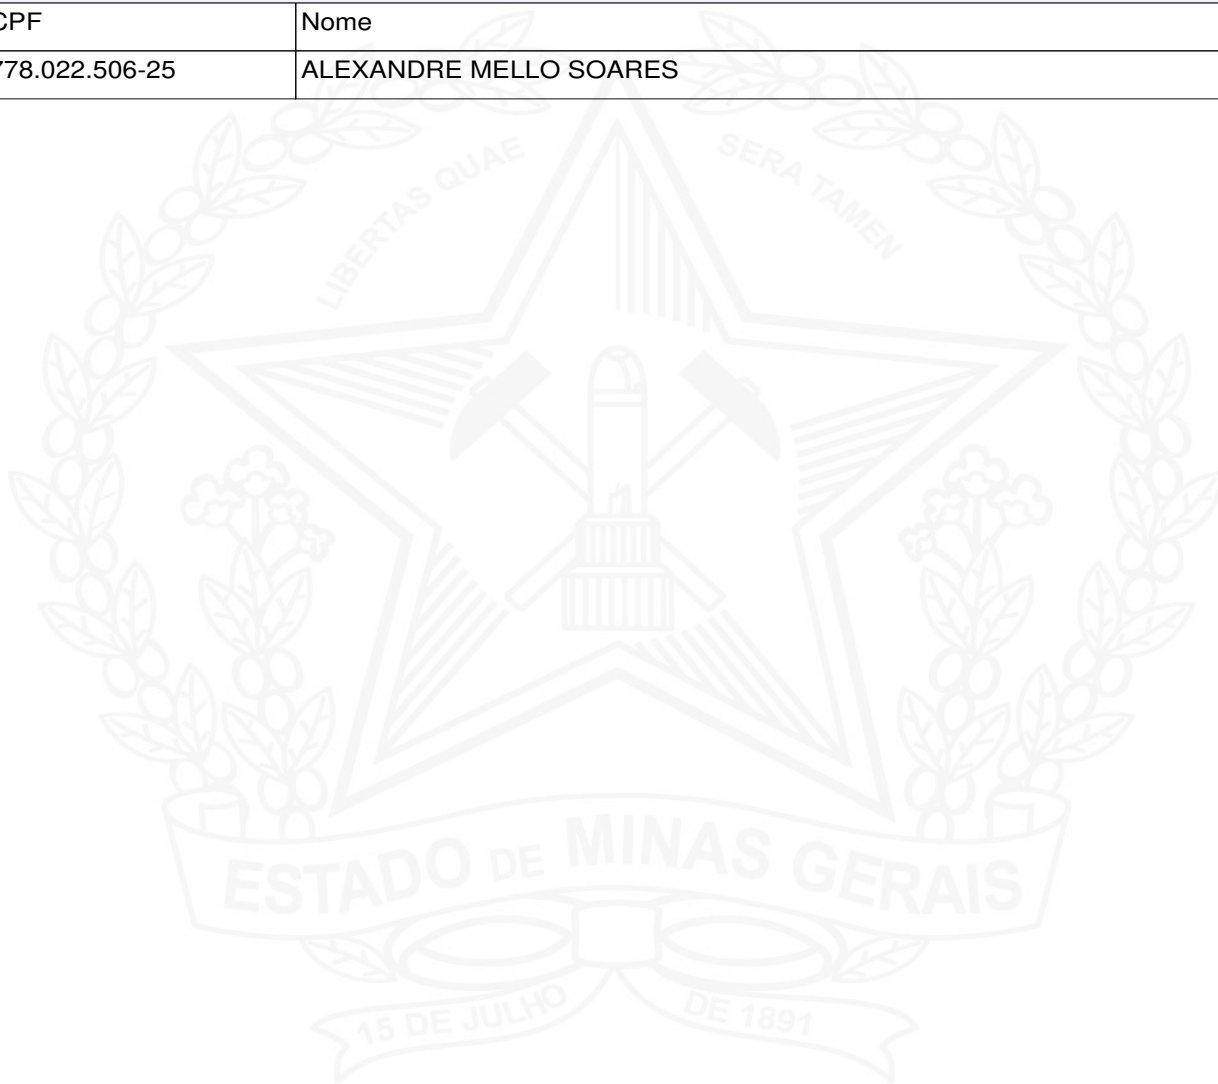 CPF Nome
778.022.506-25 ALEXANDRE MELLO SOARES
LIBERTAS QUAE SERA TAMEN
ESTADO DE MINAS GERAIS
15 DE JULHO DE 1891